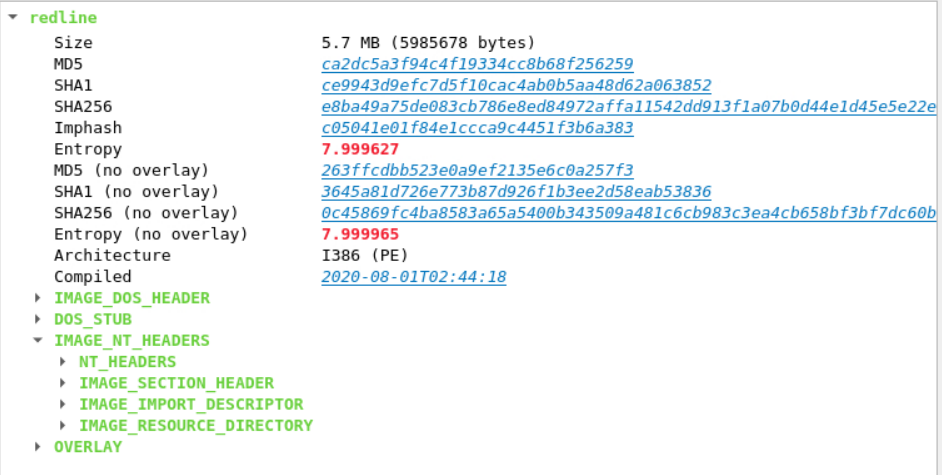 redline
Size 5.7 MB (5985678 bytes)
MD5 ca2dc5a3f94c4f19334cc8b68f256259
SHA1 ce9943d9efc7d5f10cac4ab0b5aa48d62a063852
SHA256 e8ba49a75de083cb786e8ed84972affa11542dd913f1a07b0d44e1d45e5e22e
Imphash c05041e01f84e1ccca9c4451f3b6a383
Entropy 7.999627
MD5 (no overlay) 263ffcdbb523e0a9ef2135e6c0a257f3
SHA1 (no overlay) 3645a81d726e773b87d926f1b3ee2d58eab53836
SHA256 (no overlay) 0c45869fc4ba8583a65a5400b343509a481c6cb983c3ea4cb658bf3bf7dc60b
Entropy (no overlay) 7.999965
Architecture I386 (PE)
Compiled 2020-08-01T02:44:18
IMAGE_DOS_HEADER
DOS_STUB
IMAGE_NT_HEADERS
NT_HEADERS
IMAGE_SECTION_HEADER
IMAGE_IMPORT_DESCRIPTOR
IMAGE_RESOURCE_DIRECTORY
OVERLAY